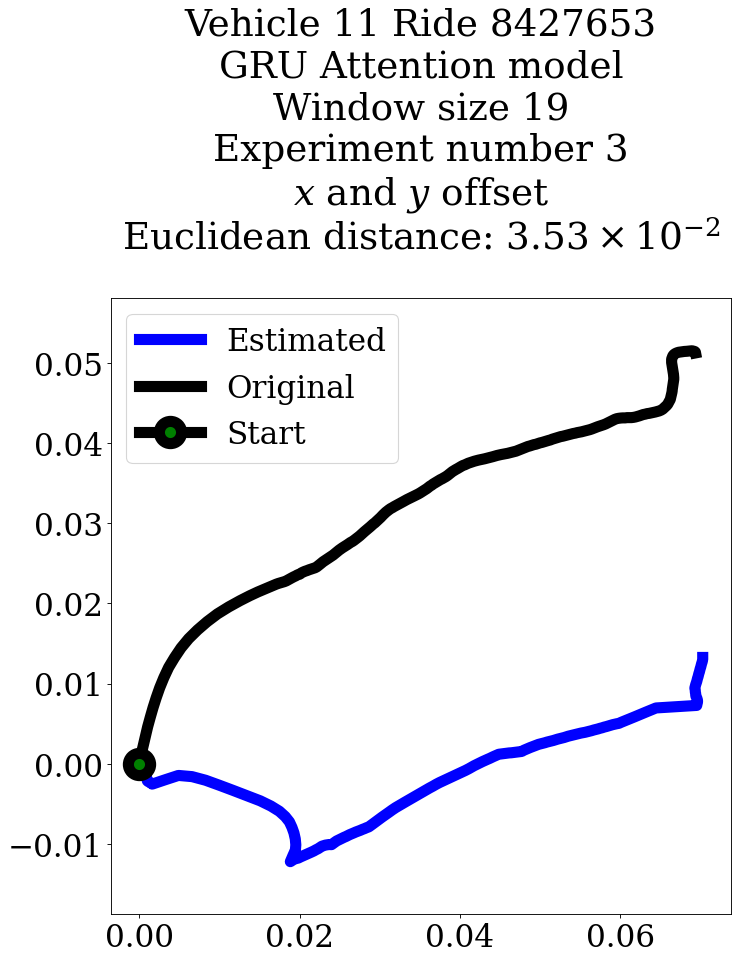 Vehicle 11 Ride 8427653
GRU Attention model
Window size 19
Experiment number 3
x and y offset
Euclidean distance: 3.53 × 10⁻²
Estimated
Original
Start
0.05
0.04
0.03
0.02
0.01
0.00
−0.01
0.00 0.02 0.04 0.06